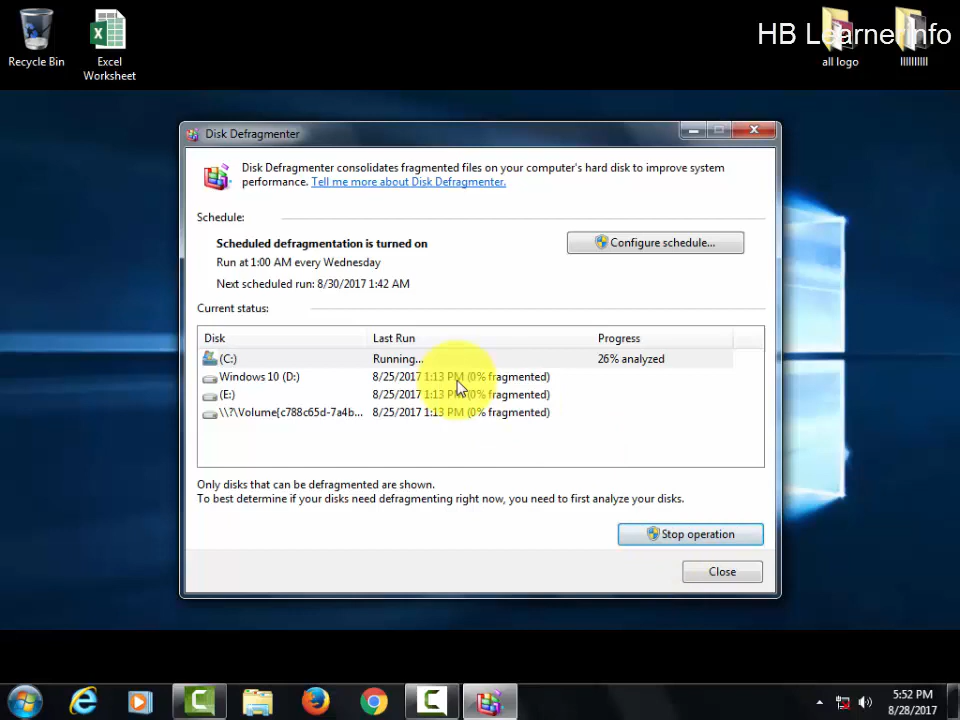 HB Learner.info
Recycle Bin
Excel
Worksheet
all logo
llllllllll
Disk Defragmenter
Disk Defragmenter consolidates fragmented files on your computer's hard disk to improve system
performance. Tell me more about Disk Defragmenter.
Schedule:
Scheduled defragmentation is turned on
Configure schedule...
Run at 1:00 AM every Wednesday
Next scheduled run: 8/30/2017 1:42 AM
Current status:
Disk Last Run Progress
(C:) Running... 26% analyzed
Windows 10 (D:) 8/25/2017 1:13 PM (0% fragmented)
(E:) 8/25/2017 1:13 PM (0% fragmented)
\\?\Volume{c788c65d-7a4b... 8/25/2017 1:13 PM (0% fragmented)
Only disks that can be defragmented are shown.
To best determine if your disks need defragmenting right now, you need to first analyze your disks.
Stop operation
Close
5:52 PM
8/28/2017